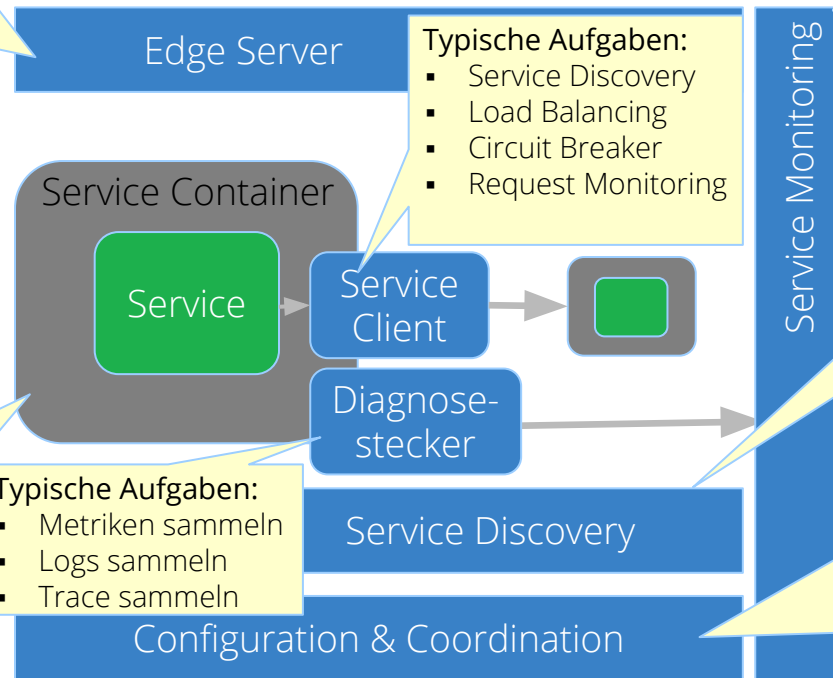 Edge Server
Typische Aufgaben:
▪ Service Discovery
▪ Load Balancing
▪ Circuit Breaker
▪ Request Monitoring
Service Monitoring
Service Container
Service
Service
Client
Diagnose-
stecker
Typische Aufgaben:
▪ Metriken sammeln
▪ Logs sammeln
▪ Trace sammeln
Service Discovery
Configuration & Coordination